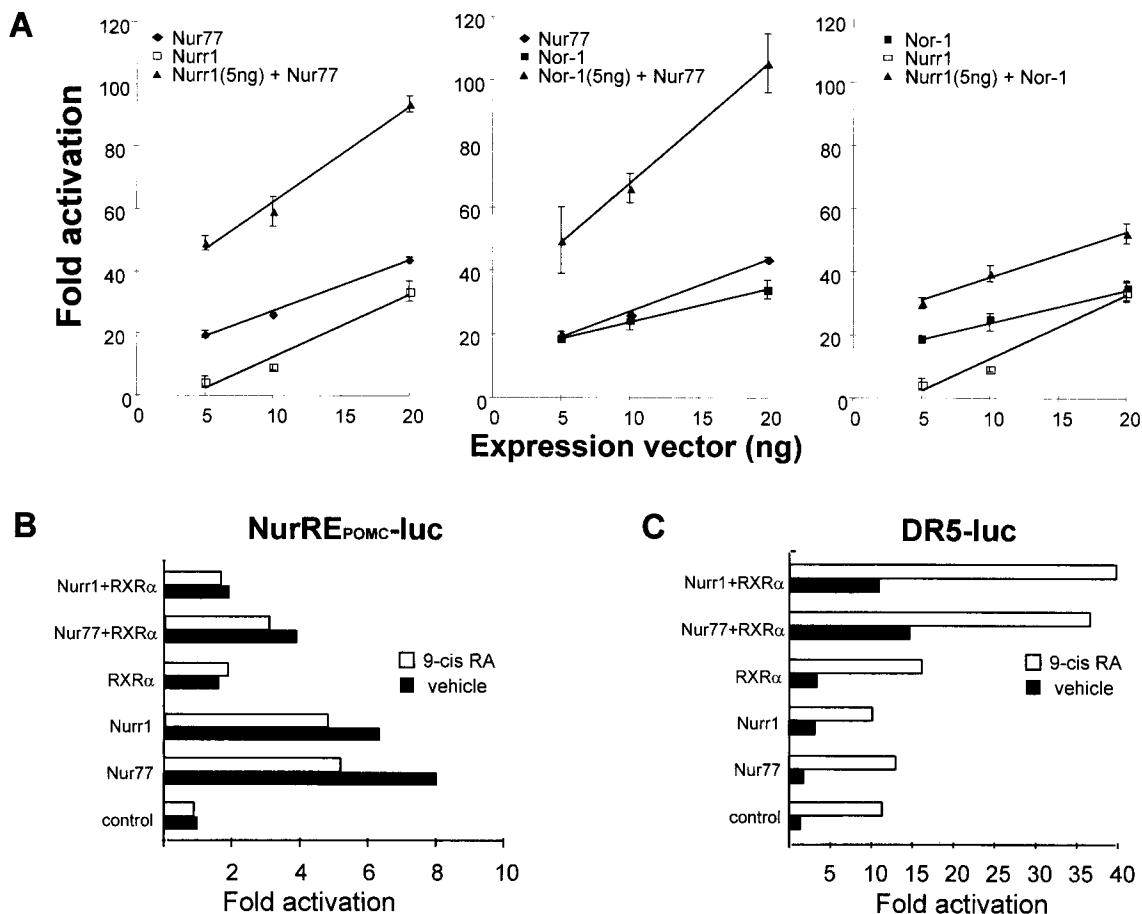 A
Fold activation
120
100
80
60
40
20
0
Nur77
Nurr1
Nurr1(5ng) + Nur77
0 5 10 20
120
100
80
60
40
20
0
Nur77
Nor-1
Nor-1(5ng) + Nur77
0 5 10 20
120
100
80
60
40
20
0
Nor-1
Nurr1
Nurr1(5ng) + Nor-1
0 5 10 20
Expression vector (ng)
B
NurREPOMC-luc
Nurr1+RXRα
Nur77+RXRα
RXRα
Nurr1
Nur77
control
9-cis RA
vehicle
2 4 6 8 10
Fold activation
C
DR5-luc
Nurr1+RXRα
Nur77+RXRα
RXRα
Nurr1
Nur77
control
9-cis RA
vehicle
5 10 15 20 25 30 35 40
Fold activation